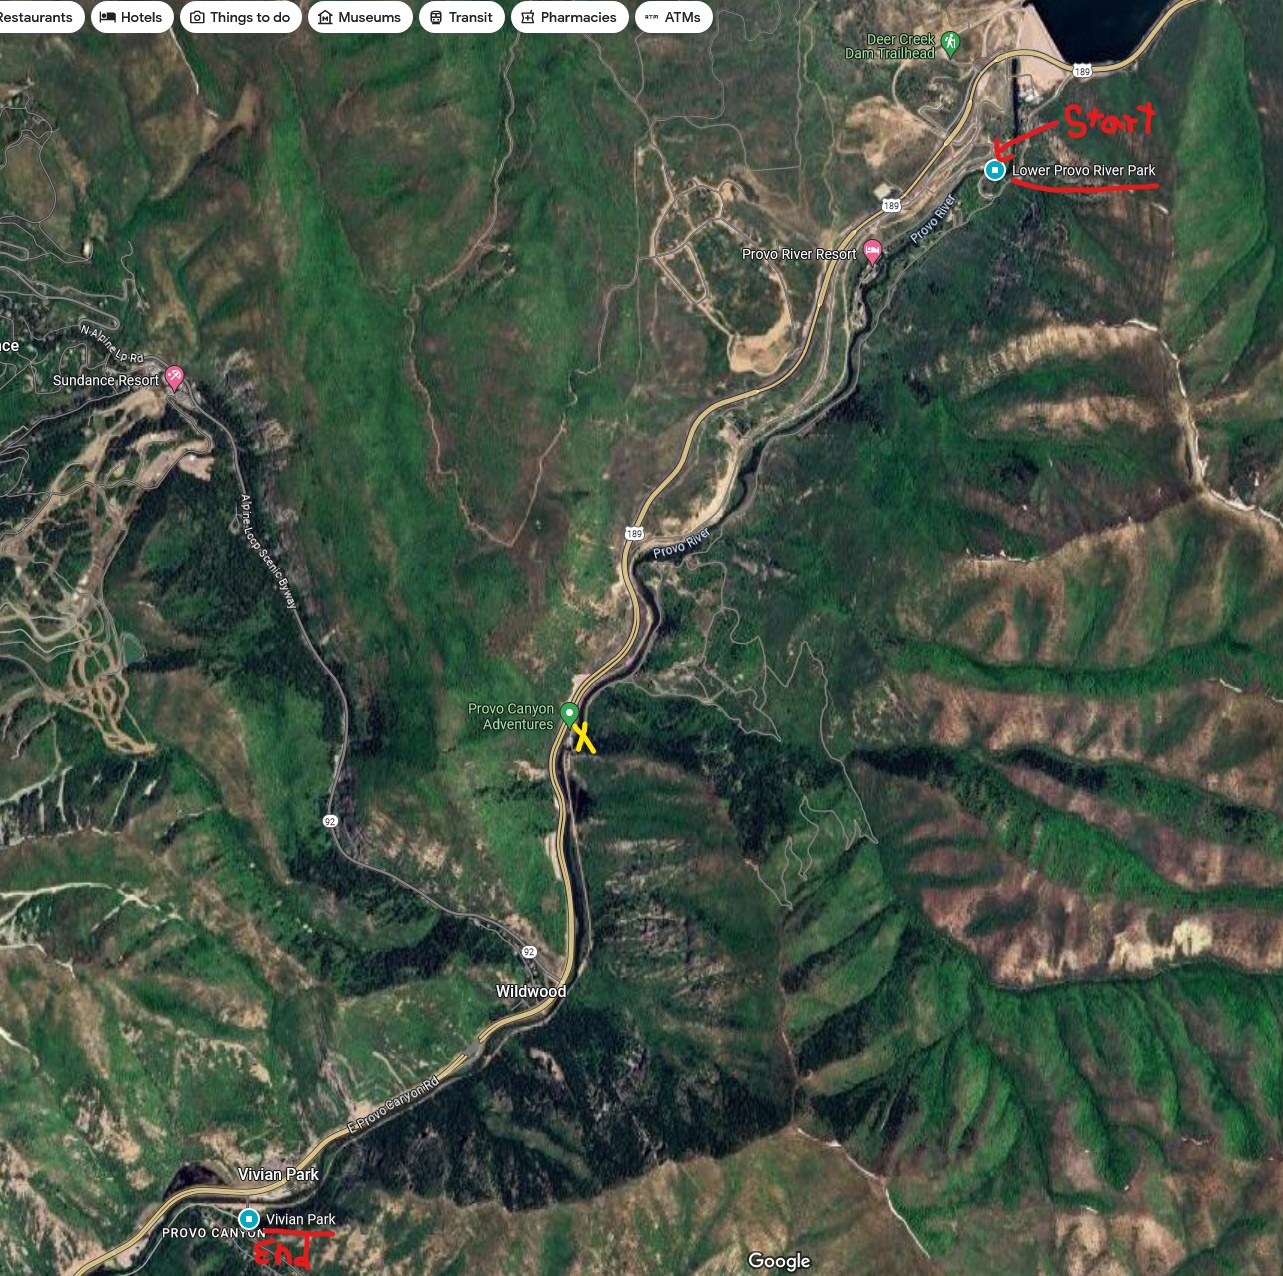 Restaurants
Hotels
Things to do
Museums
Transit
Pharmacies
ATM
ATMs
Deer Creek
Dam Trailhead
189
Start
Lower Provo River Park
189
Provo River
Provo River Resort
N Alpine Lp Rd
nce
Sundance Resort
Alpine Loop Scenic Byway
189
Provo River
Provo Canyon
Adventures
X
92
92
Wildwood
E Provo Canyon Rd
Vivian Park
Vivian Park
PROVO CANYON
End
Google